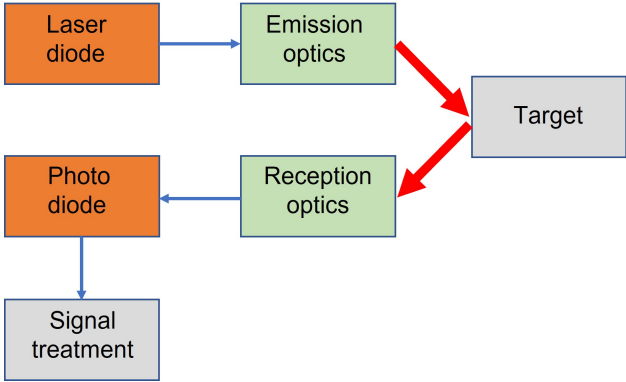 Laser
diode
Emission
optics
Target
Photo
diode
Reception
optics
Signal
treatment